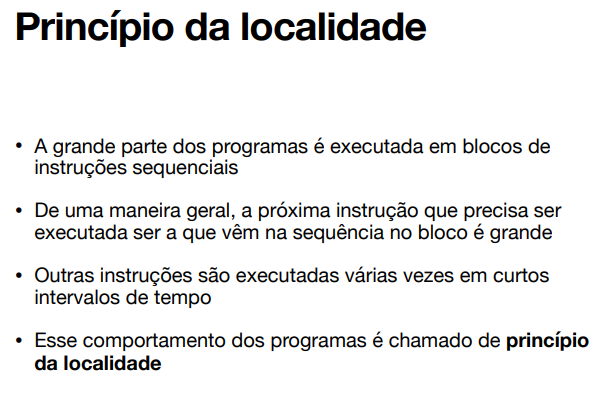 Princípio da localidade
• A grande parte dos programas é executada em blocos de
instruções sequenciais
• De uma maneira geral, a próxima instrução que precisa ser
executada ser a que vêm na sequência no bloco é grande
• Outras instruções são executadas várias vezes em curtos
intervalos de tempo
• Esse comportamento dos programas é chamado de princípio
da localidade